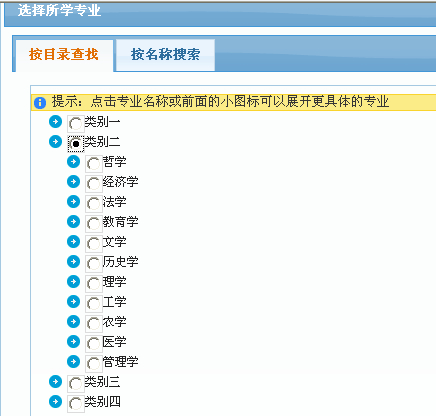 选择所学专业
按目录查找 按名称搜索
提示：点击专业名称或前面的小图标可以展开更具体的专业
类别一
类别二
哲学
经济学
法学
教育学
文学
历史学
理学
工学
农学
医学
管理学
类别三
类别四